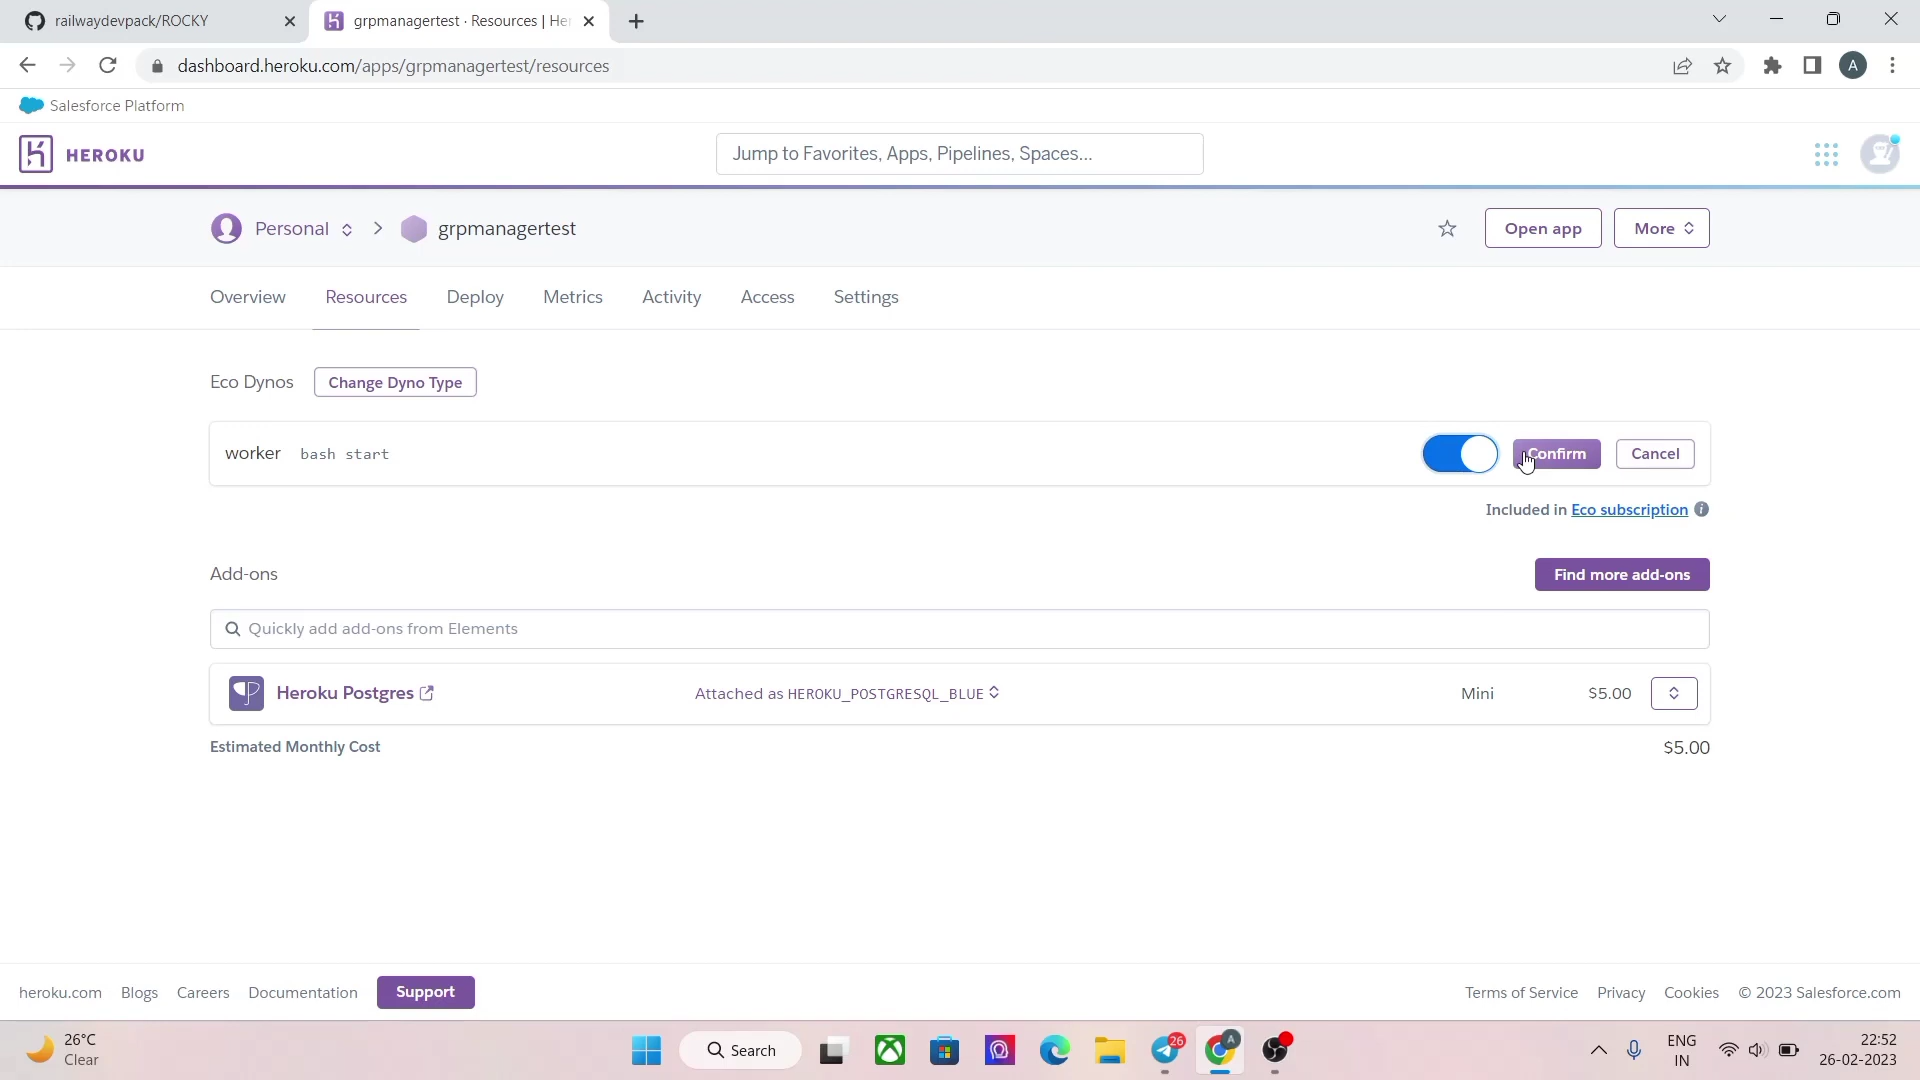 railwaydevpack/ROCKY
grpmanagertest · Resources | He
dashboard.heroku.com/apps/grpmanagertest/resources
A
Salesforce Platform
HEROKU
Jump to Favorites, Apps, Pipelines, Spaces...
Personal > grpmanagertest
Open app
More
Overview Resources Deploy Metrics Activity Access Settings
Eco Dynos
Change Dyno Type
worker bash start
Confirm
Cancel
Included in Eco subscription
Add-ons
Find more add-ons
Quickly add add-ons from Elements
Heroku Postgres
Attached as HEROKU_POSTGRESQL_BLUE
Mini
$5.00
Estimated Monthly Cost
$5.00
heroku.com Blogs Careers Documentation Support
Terms of Service Privacy Cookies © 2023 Salesforce.com
26°C
Clear
Search
26
A
ENG
IN
22:52
26-02-2023